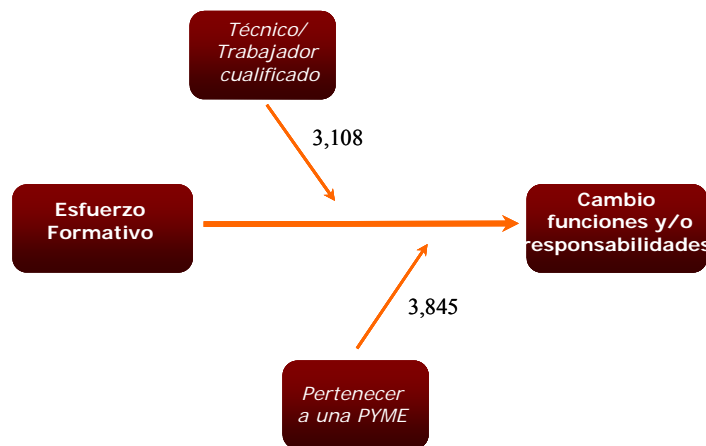 Técnico/
Trabajador
cualificado
3,108
Esfuerzo
Formativo
Cambio
funciones y/o
responsabilidades
3,845
Pertenecer
a una PYME